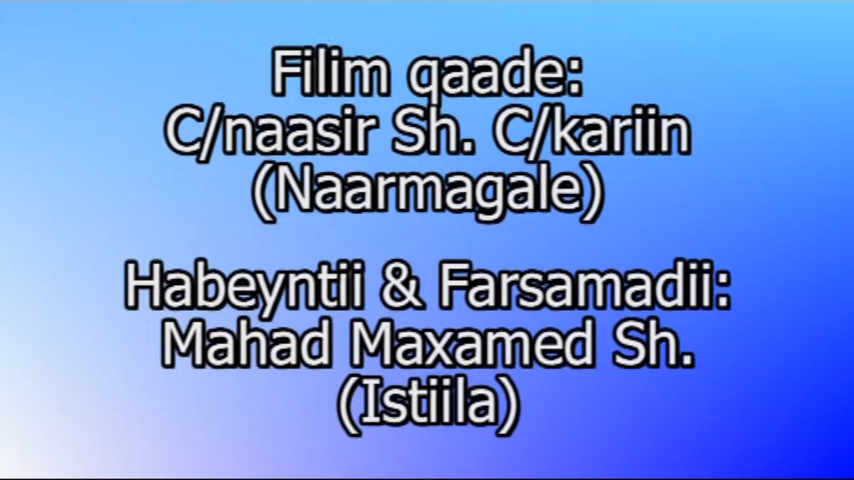 Filim qaade:
C/naasir Sh. C/kariin
(Naarmagale)
Habeyntii & Farsamadii:
Mahad Maxamed Sh.
(Istiila)